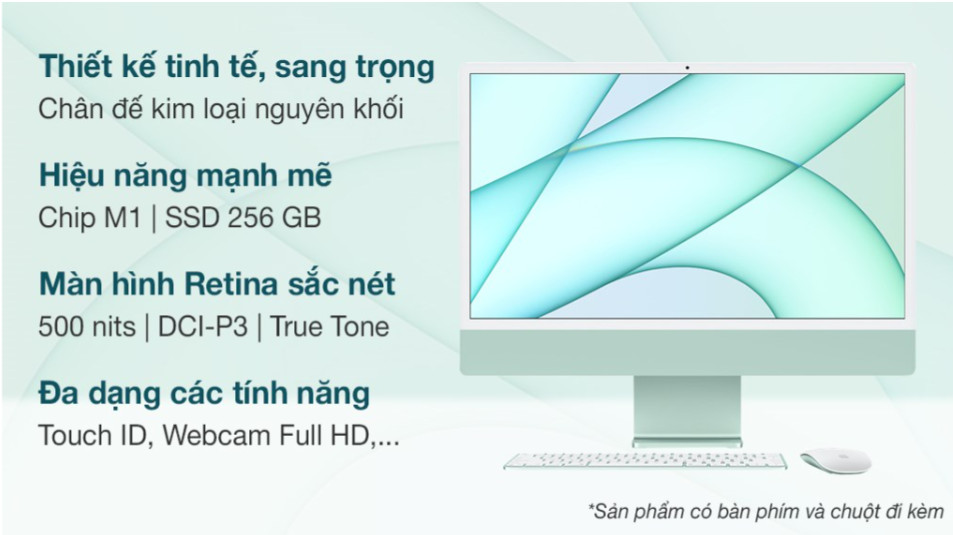 Thiết kế tinh tế, sang trọng
Chân đế kim loại nguyên khối
Hiệu năng mạnh mẽ
Chip M1 | SSD 256 GB
Màn hình Retina sắc nét
500 nits | DCI-P3 | True Tone
Đa dạng các tính năng
Touch ID, Webcam Full HD,...
*Sản phẩm có bàn phím và chuột đi kèm